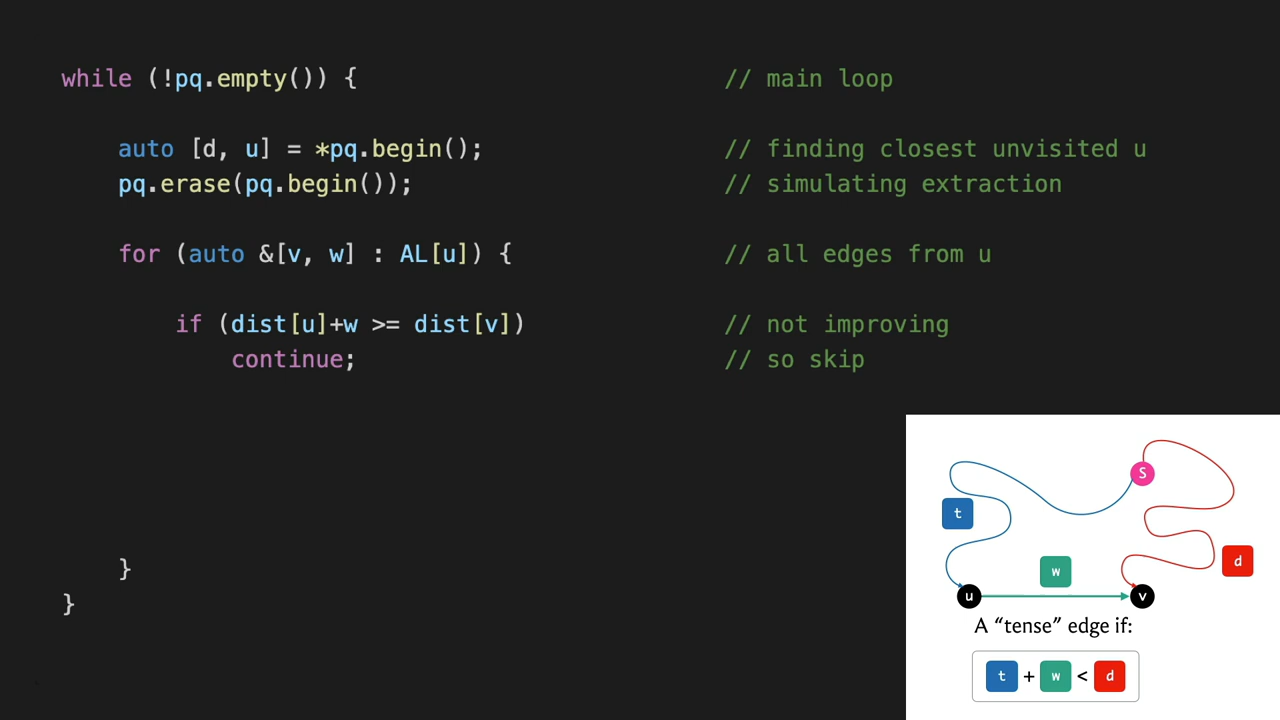 while (!pq.empty()) { // main loop
auto [d, u] = *pq.begin(); // finding closest unvisited u
pq.erase(pq.begin()); // simulating extraction
for (auto &[v, w] : AL[u]) { // all edges from u
if (dist[u]+w >= dist[v]) // not improving
continue; // so skip
}
}
S
t
d
w
u v
A “tense” edge if:
t + w < d